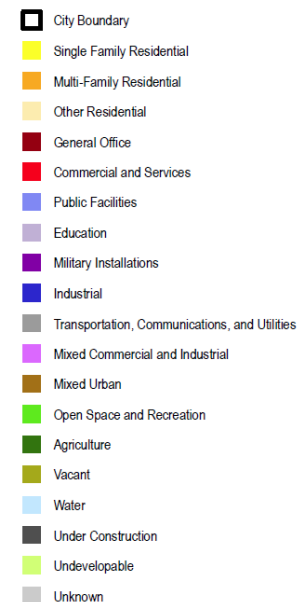 City Boundary
Single Family Residential
Multi-Family Residential
Other Residential
General Office
Commercial and Services
Public Facilities
Education
Military Installations
Industrial
Transportation, Communications, and Utilities
Mixed Commercial and Industrial
Mixed Urban
Open Space and Recreation
Agriculture
Vacant
Water
Under Construction
Undevelopable
Unknown